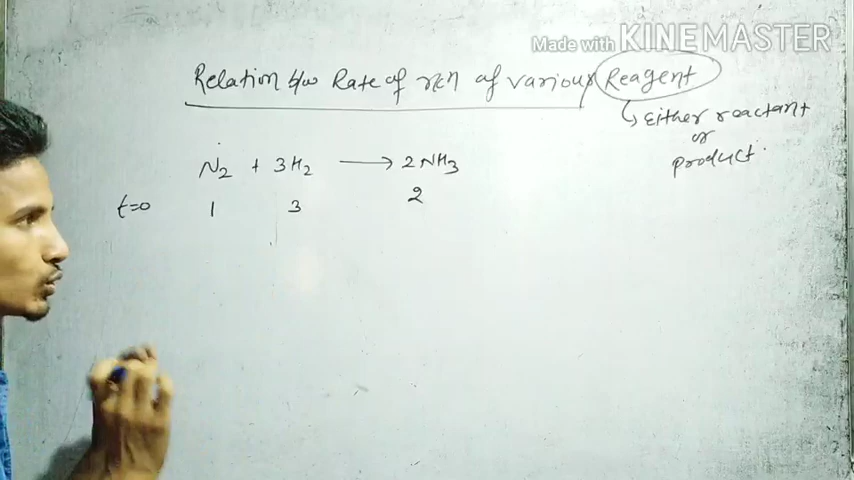 Made with KINEMASTER
Relation b/w Rate of rxn of various Reagent
↳ either reactant
or
product.
N₂ + 3H₂ ⟶ 2NH₃
t=0 1 3 2